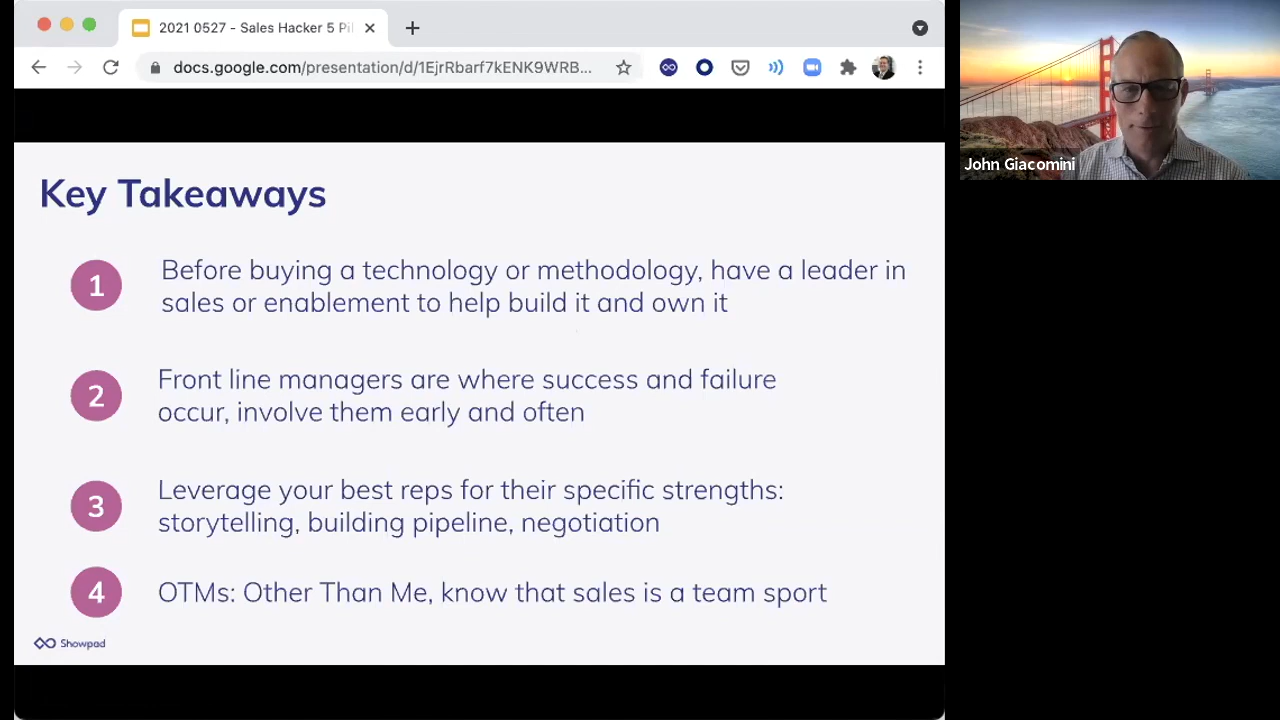 2021 0527 - Sales Hacker 5 Pi
docs.google.com/presentation/d/1EjrRbarf7kENK9WRB...
John Giacomini
Key Takeaways
1
Before buying a technology or methodology, have a leader in
sales or enablement to help build it and own it
2
Front line managers are where success and failure
occur, involve them early and often
3
Leverage your best reps for their specific strengths:
storytelling, building pipeline, negotiation
4
OTMs: Other Than Me, know that sales is a team sport
Showpad